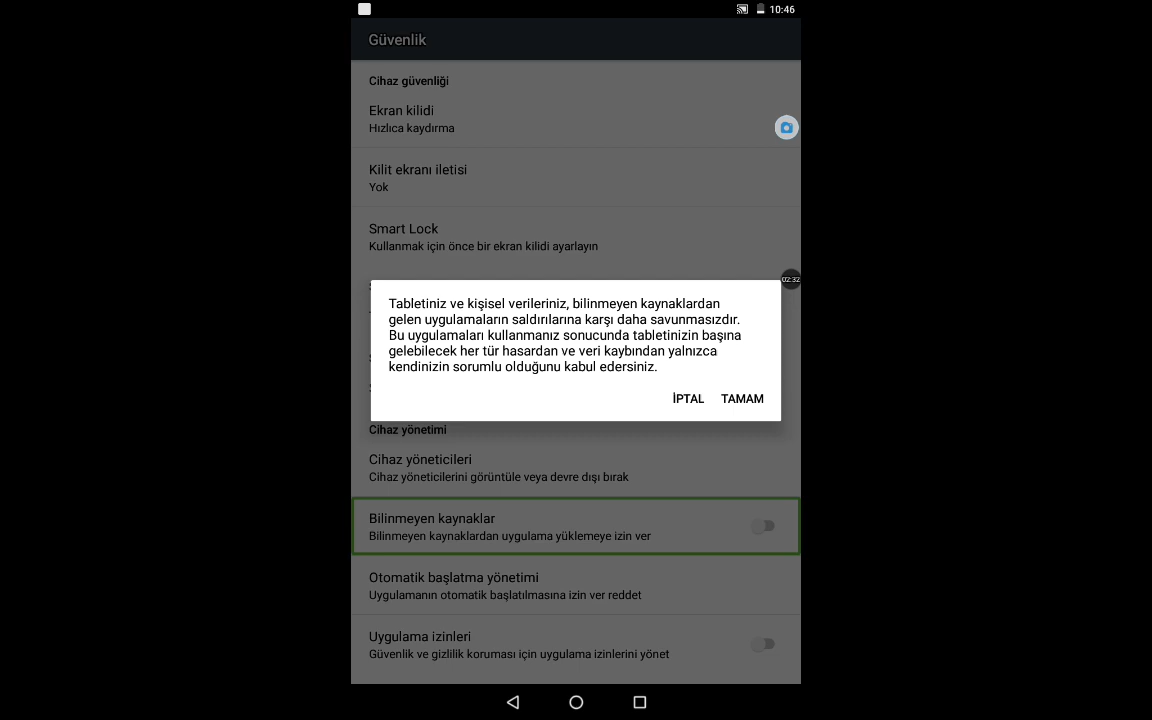 10:46
Güvenlik
Cihaz güvenliği
Ekran kilidi
Hızlıca kaydırma
Kilit ekranı iletisi
Yok
Smart Lock
Kullanmak için önce bir ekran kilidi ayarlayın
02:32
Tabletiniz ve kişisel verileriniz, bilinmeyen kaynaklardan
gelen uygulamaların saldırılarına karşı daha savunmasızdır.
Bu uygulamaları kullanmanız sonucunda tabletinizin başına
gelebilecek her tür hasardan ve veri kaybından yalnızca
kendinizin sorumlu olduğunu kabul edersiniz.
İPTAL TAMAM
Cihaz yönetimi
Cihaz yöneticileri
Cihaz yöneticilerini görüntüle veya devre dışı bırak
Bilinmeyen kaynaklar
Bilinmeyen kaynaklardan uygulama yüklemeye izin ver
Otomatik başlatma yönetimi
Uygulamanın otomatik başlatılmasına izin ver reddet
Uygulama izinleri
Güvenlik ve gizlilik koruması için uygulama izinlerini yönet